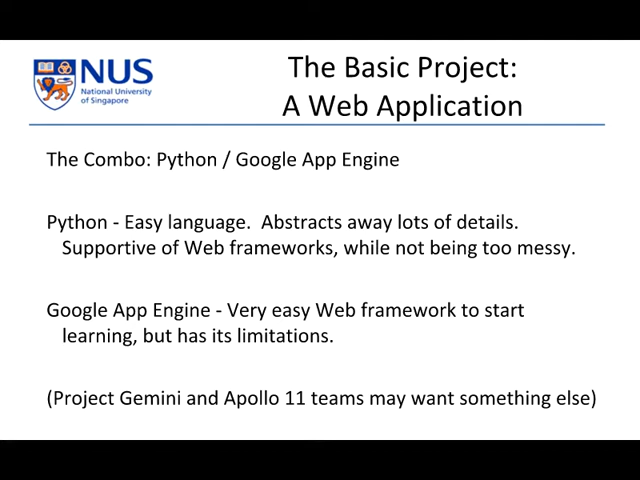 NUS
National University
of Singapore
The Basic Project:
A Web Application
The Combo: Python / Google App Engine
Python - Easy language. Abstracts away lots of details.
Supportive of Web frameworks, while not being too messy.
Google App Engine - Very easy Web framework to start
learning, but has its limitations.
(Project Gemini and Apollo 11 teams may want something else)